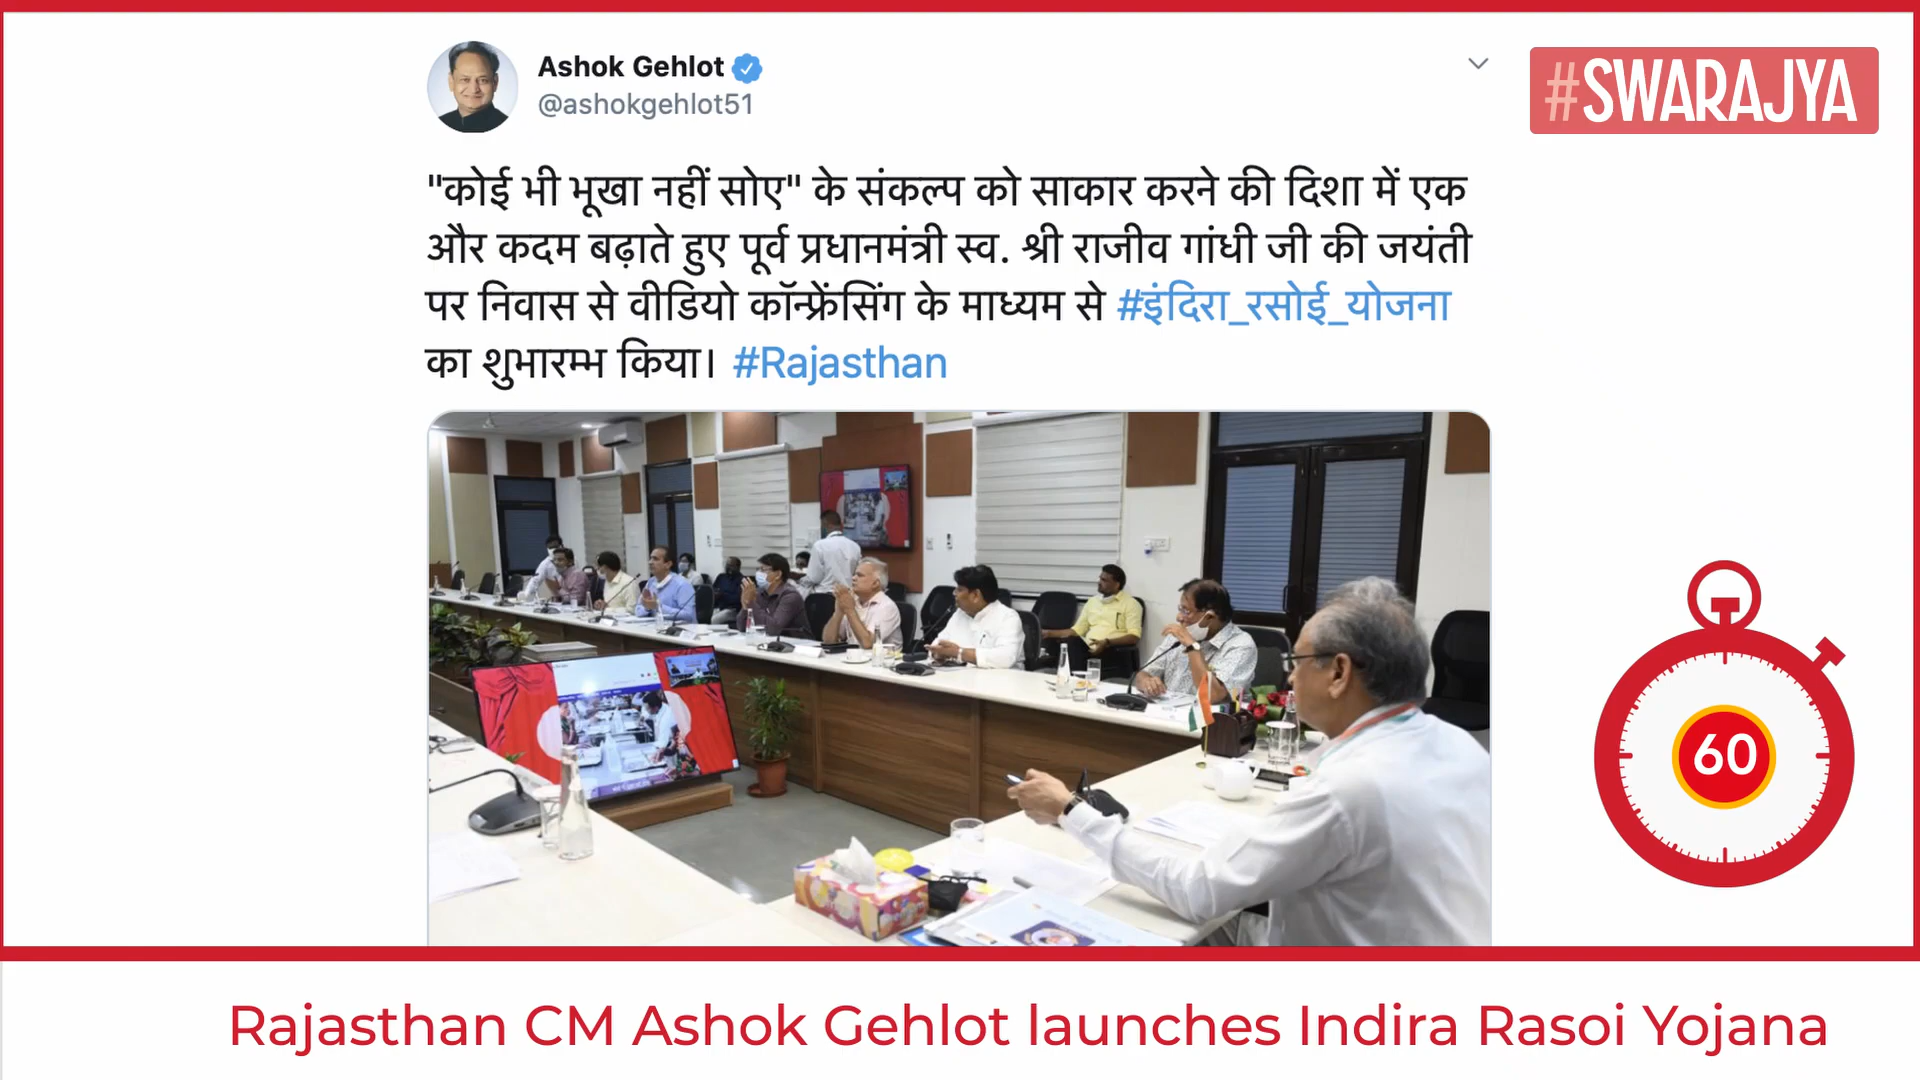 Ashok Gehlot
@ashokgehlot51
#SWARAJYA
"कोई भी भूखा नहीं सोए" के संकल्प को साकार करने की दिशा में एक
और कदम बढ़ाते हुए पूर्व प्रधानमंत्री स्व. श्री राजीव गांधी जी की जयंती
पर निवास से वीडियो कॉन्फ्रेंसिंग के माध्यम से #इंदिरा_रसोई_योजना
का शुभारम्भ किया। #Rajasthan
60
Rajasthan CM Ashok Gehlot launches Indira Rasoi Yojana